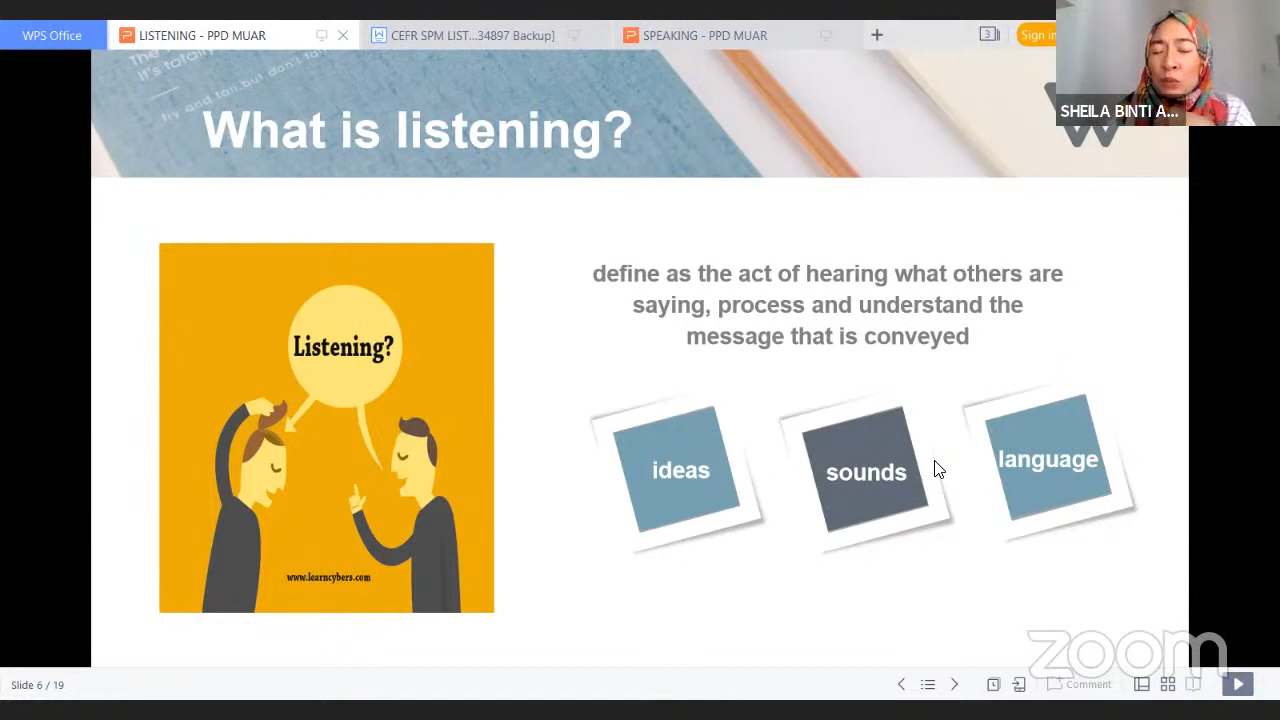 WPS Office
LISTENING - PPD MUAR
CEFR SPM LIST...34897 Backup]
SPEAKING - PPD MUAR
3
Sign in
SHEILA BINTI A...
What is listening?
define as the act of hearing what others are
saying, process and understand the
message that is conveyed
Listening?
ideas
sounds
language
www.learncybers.com
zoom
Slide 6 / 19
Comment